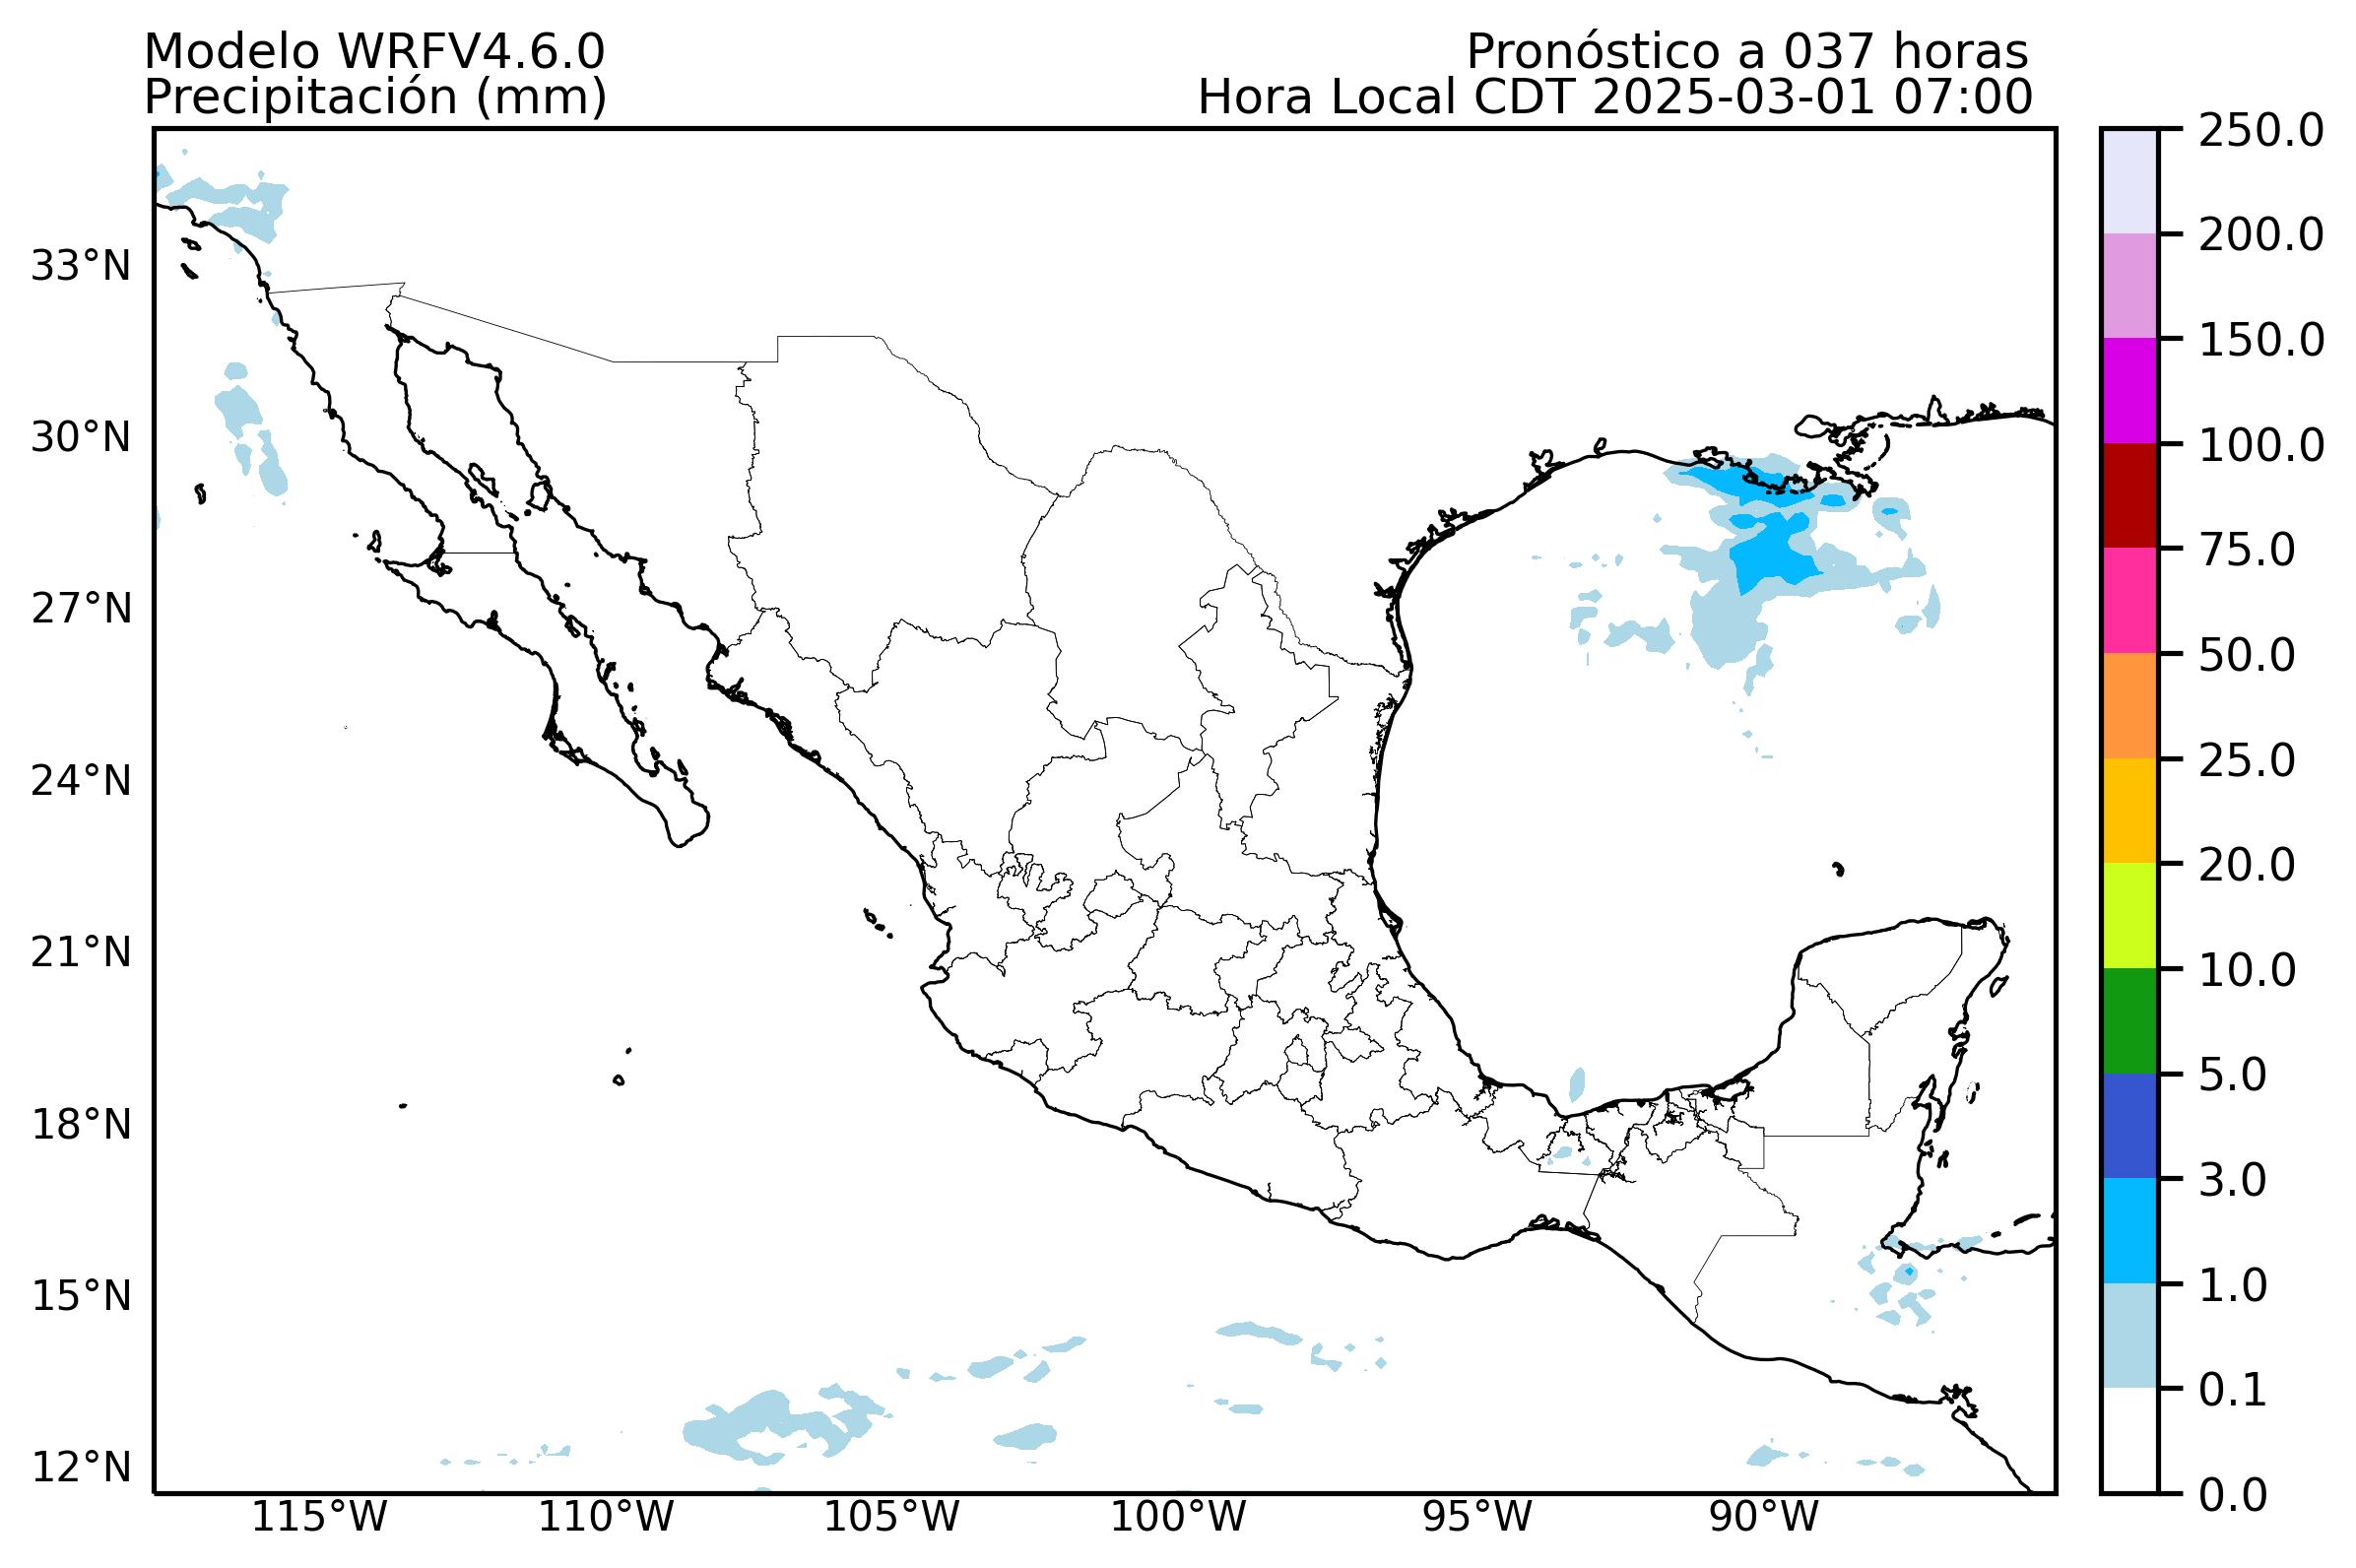 Modelo WRFV4.6.0
Precipitación (mm)
Pronóstico a 037 horas
Hora Local CDT 2025-03-01 07:00
33°N
30°N
27°N
24°N
21°N
18°N
15°N
12°N
115°W
110°W
105°W
100°W
95°W
90°W
250.0
200.0
150.0
100.0
75.0
50.0
25.0
20.0
10.0
5.0
3.0
1.0
0.1
0.0